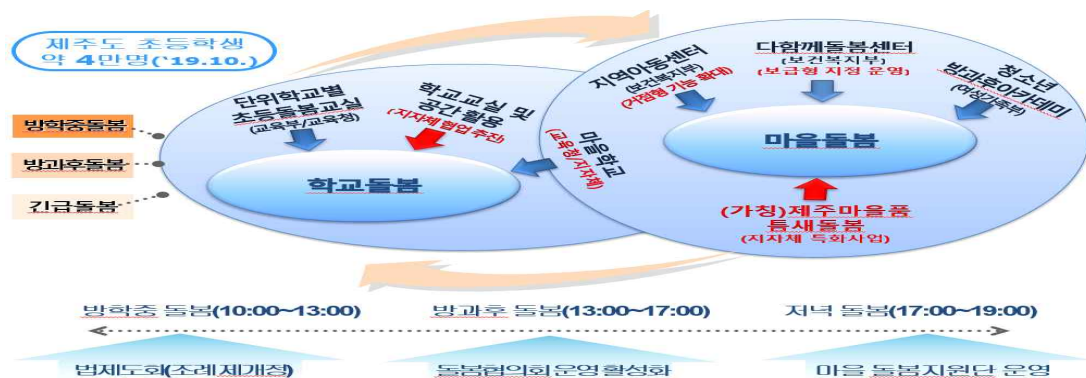 제주도 초등학생
약 4만명('19.10.)
방학중돌봄
방과후돌봄
긴급돌봄
단위학교별
초등돌봄교실
(교육부/교육청)
학교교실 및
공간 활용
(지자체 협업 추진)
학교돌봄
마을학교
(교육청/지자체)
지역아동센터
(보건복지부)
(거점형 기능 확대)
다함께돌봄센터
(보건복지부)
(보급형 지정 운영)
청소년
방과후아카데미
(여성가족부)
마을돌봄
(가칭)제주마을품
틈새돌봄
(지자체 특화사업)
방학중 돌봄(10:00~13:00)
방과후 돌봄(13:00~17:00)
저녁 돌봄(17:00~19:00)
법제도화(조례 제개정)
돌봄협의회 운영 활성화
마을 돌봄지원단 운영